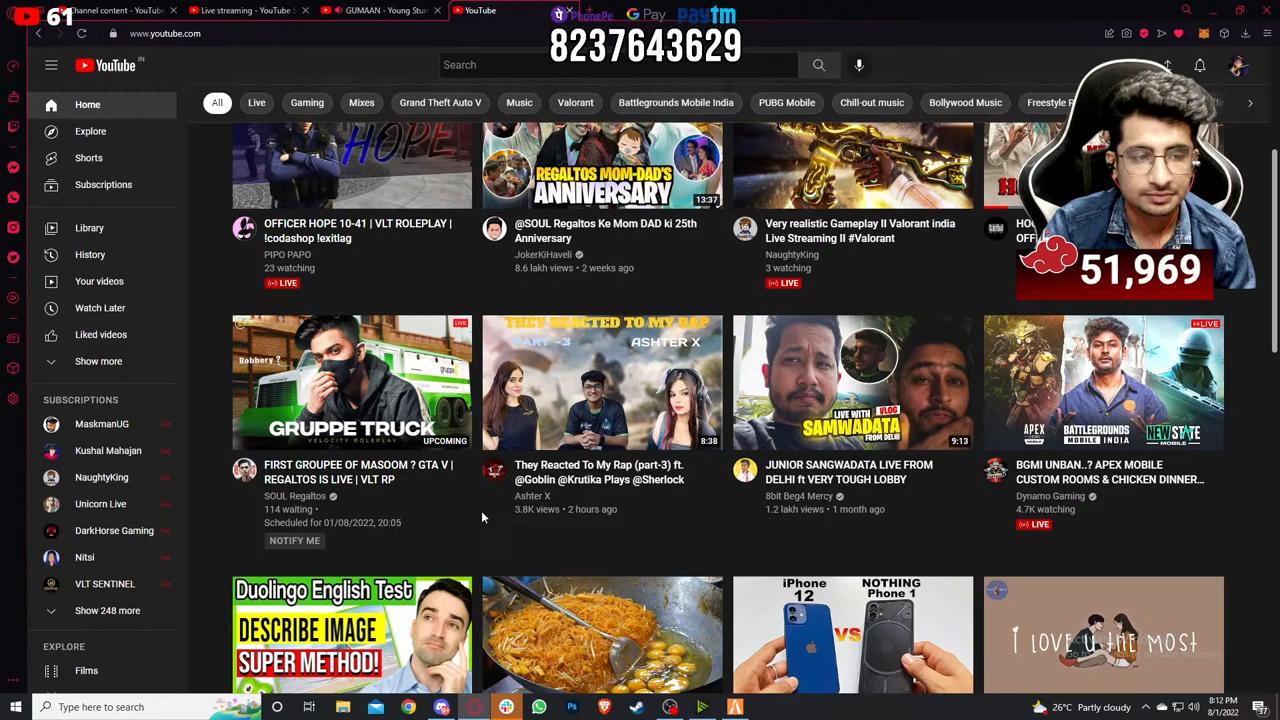 61
Channel content - YouTub
Live streaming - YouTube S
GUMAAN - Young Stun
YouTube
PhonePe
G Pay
paytm
8237643629
www.youtube.com
YouTube IN
Search
Home
Explore
Shorts
Subscriptions
Library
History
Your videos
Watch Later
Liked videos
Show more
SUBSCRIPTIONS
MaskmanUG
Kushal Mahajan
NaughtyKing
Unicorn Live
DarkHorse Gaming
Nitsi
VLT SENTINEL
Show 248 more
EXPLORE
Films
All
Live
Gaming
Mixes
Grand Theft Auto V
Music
Valorant
Battlegrounds Mobile India
PUBG Mobile
Chill-out music
Bollywood Music
Freestyle R
HOPE
OFFICER HOPE 10-41 | VLT ROLEPLAY |
!codashop !exitlag
PIPO PAPO
23 watching
LIVE
REGALTOS MOM-DAD'S
ANNIVERSARY
13:37
@SOUL Regaltos Ke Mom DAD ki 25th
Anniversary
JokerKiHaveli
8.6 lakh views • 2 weeks ago
Very realistic Gameplay II Valorant india
Live Streaming II #Valorant
NaughtyKing
3 watching
LIVE
51,969
LIVE
Robbery ?
gruppe
GRUPPE TRUCK
VELOCITY ROLEPLAY
UPCOMING
FIRST GROUPEE OF MASOOM ? GTA V |
REGALTOS IS LIVE | VLT RP
SOUL Regaltos
114 waiting •
Scheduled for 01/08/2022, 20:05
NOTIFY ME
THEY REACTED TO MY RAP
PART -3
ASHTER X
8:38
They Reacted To My Rap (part-3) ft.
@Goblin @Krutika Plays @Sherlock
Ashter X
3.8K views • 2 hours ago
LIVE WITH VLOG
SAMWADATA
FROM DELHI
9:13
JUNIOR SANGWADATA LIVE FROM
DELHI ft VERY TOUGH LOBBY
8bit Beg4 Mercy
1.2 lakh views • 1 month ago
LIVE
APEX
MOBILE
BATTLEGROUNDS
MOBILE INDIA
NEW STATE
MOBILE
BGMI UNBAN..? APEX MOBILE
CUSTOM ROOMS & CHICKEN DINNER...
Dynamo Gaming
4.7K watching
LIVE
Duolingo English Test
DESCRIBE IMAGE
SUPER METHOD!
iPhone
12
VS
NOTHING
Phone 1
i LOVE U THE MOST
Type here to search
26°C Partly cloudy
8:12 PM
8/1/2022
37